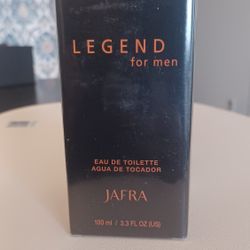 LEGEND
for men
EAU DE TOILETTE
AGUA DE TOCADOR
JAFRA
100 ml / 3.3 FL OZ (US)